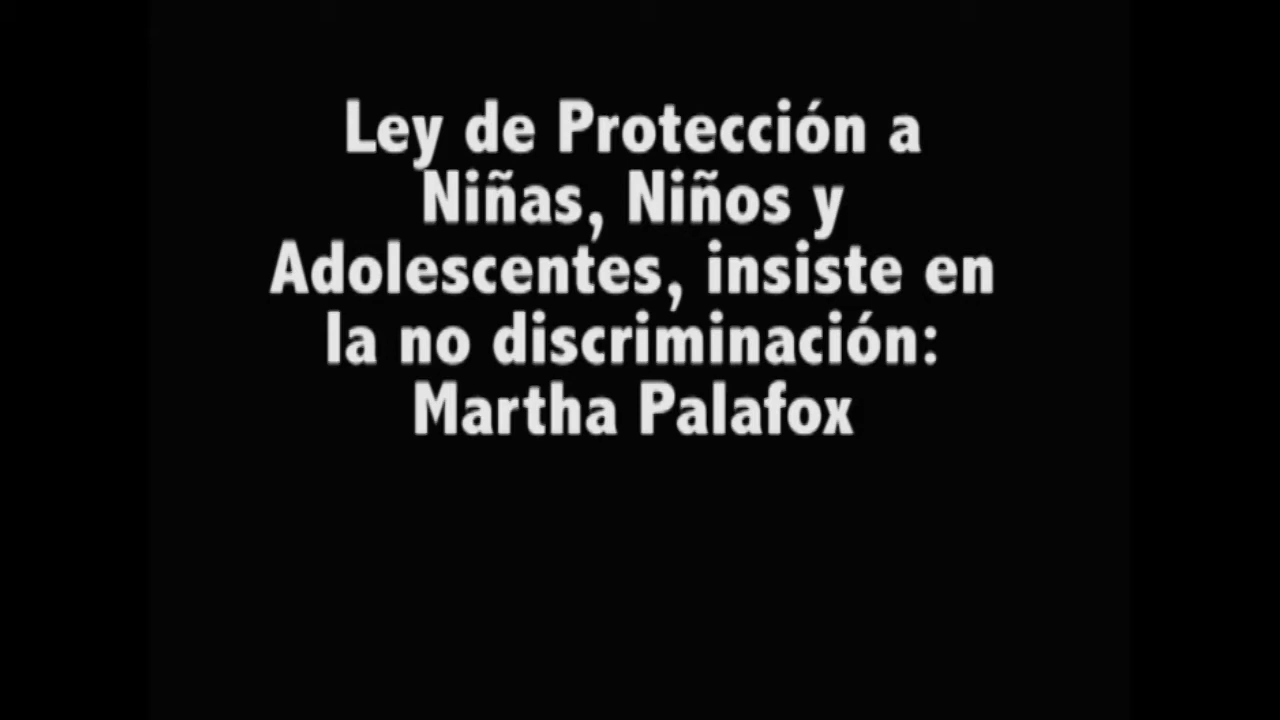 Ley de Protección a
Niñas, Niños y
Adolescentes, insiste en
la no discriminación:
Martha Palafox